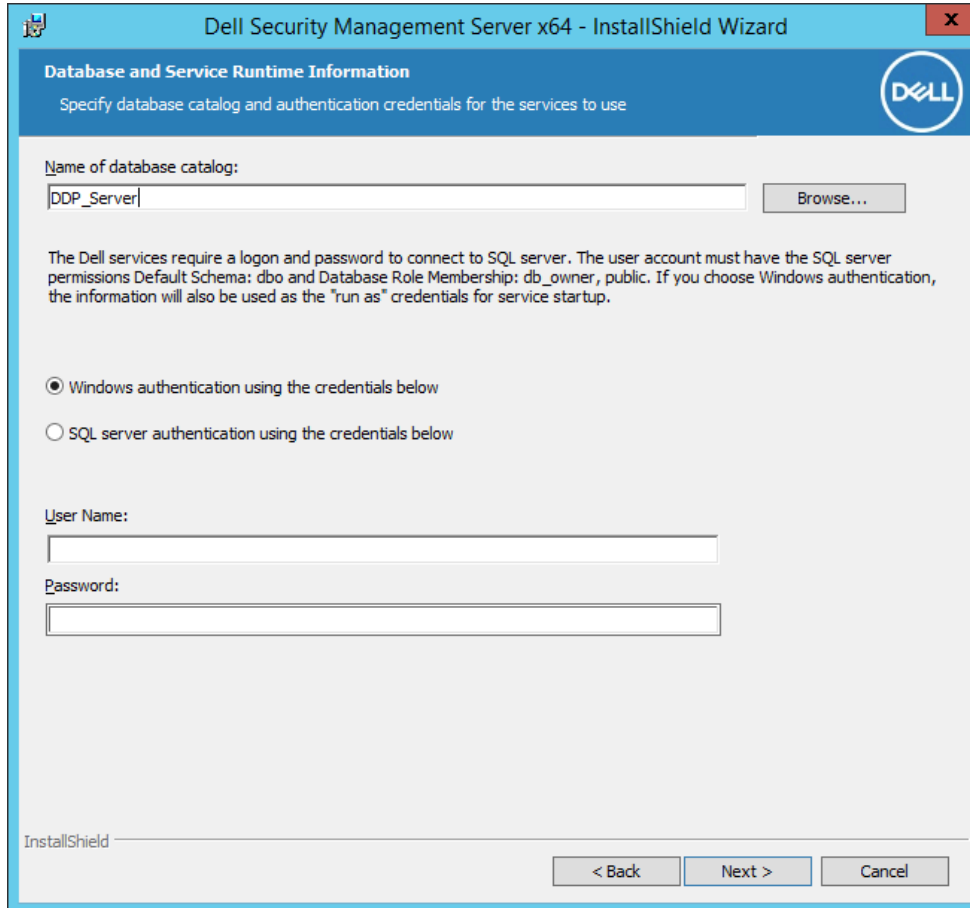 Dell Security Management Server x64 - InstallShield Wizard
x
Database and Service Runtime Information
Specify database catalog and authentication credentials for the services to use
DELL
Name of database catalog:
DDP_Server
Browse...
The Dell services require a logon and password to connect to SQL server. The user account must have the SQL server
permissions Default Schema: dbo and Database Role Membership: db_owner, public. If you choose Windows authentication,
the information will also be used as the "run as" credentials for service startup.
Windows authentication using the credentials below
SQL server authentication using the credentials below
User Name:
Password:
InstallShield
< Back
Next >
Cancel